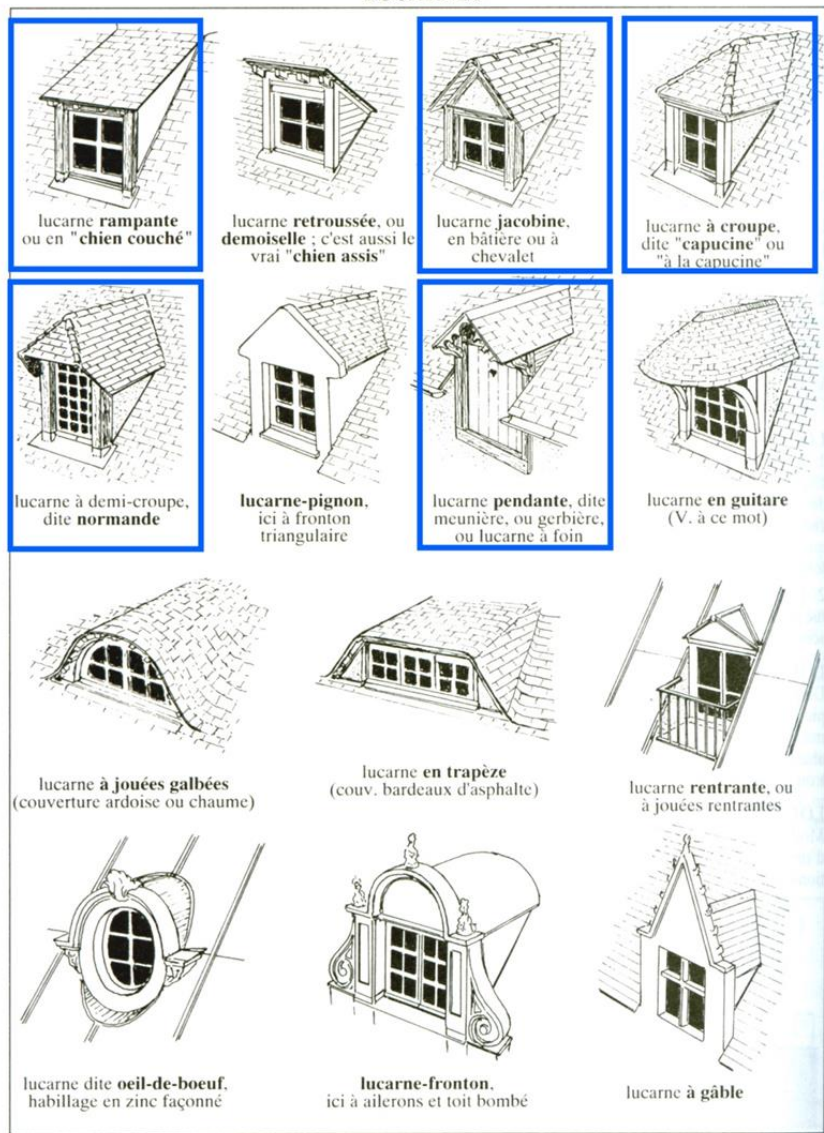 lucarne rampante
ou en "chien couché"
lucarne retroussée, ou
demoiselle ; c'est aussi le
vrai "chien assis"
lucarne jacobine,
en bâtière ou à
chevalet
lucarne à croupe,
dite "capucine" ou
"à la capucine"
lucarne à demi-croupe,
dite normande
lucarne-pignon,
ici à fronton
triangulaire
lucarne pendante, dite
meunière, ou gerbière,
ou lucarne à foin
lucarne en guitare
(V. à ce mot)
lucarne à jouées galbées
(couverture ardoise ou chaume)
lucarne en trapèze
(couv. bardeaux d'asphalte)
lucarne rentrante, ou
à jouées rentrantes
lucarne dite oeil-de-boeuf,
habillage en zinc façonné
lucarne-fronton,
ici à ailerons et toit bombé
lucarne à gâble